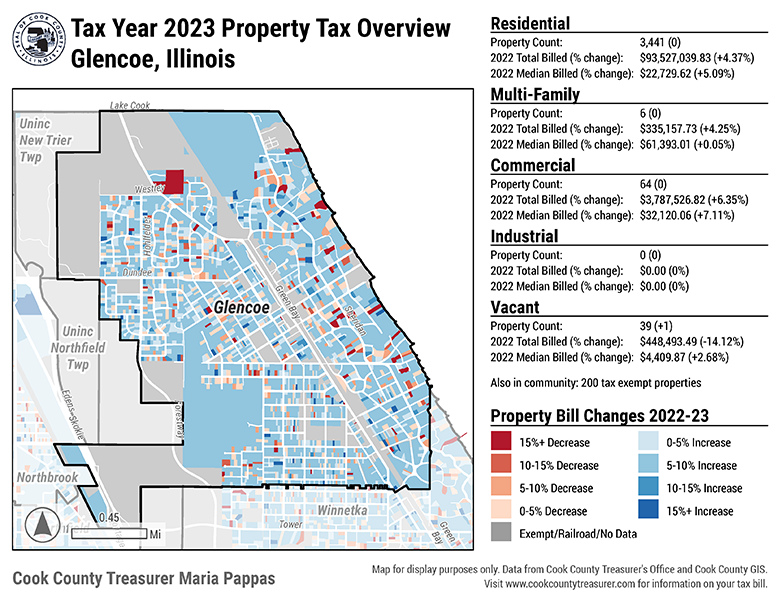 Tax Year 2023 Property Tax Overview
Glencoe, Illinois
Residential
Property Count: 3,441 (0)
2022 Total Billed (% change): $93,527,039.83 (+4.37%)
2022 Median Billed (% change): $22,729.62 (+5.09%)
Multi-Family
Property Count: 6 (0)
2022 Total Billed (% change): $335,157.73 (+4.25%)
2022 Median Billed (% change): $61,393.01 (+0.05%)
Commercial
Property Count: 64 (0)
2022 Total Billed (% change): $3,787,526.82 (+6.35%)
2022 Median Billed (% change): $32,120.06 (+7.11%)
Industrial
Property Count: 0 (0)
2022 Total Billed (% change): $0.00 (0%)
2022 Median Billed (% change): $0.00 (0%)
Vacant
Property Count: 39 (+1)
2022 Total Billed (% change): $448,493.49 (-14.12%)
2022 Median Billed (% change): $4,409.87 (+2.68%)
Also in community: 200 tax exempt properties
Property Bill Changes 2022-23
15%+ Decrease
10-15% Decrease
5-10% Decrease
0-5% Decrease
0-5% Increase
5-10% Increase
10-15% Increase
15%+ Increase
Exempt/Railroad/No Data
Lake Cook
Uninc
New Trier
Twp
Westley
Dundee
Glencoe
Green Bay
Sheridan
Uninc
Northfield
Twp
Edens-Skokie
Forestway
Northbrook
Winnetka
Tower
Green
Bay
0.45
Mi
Cook County Treasurer Maria Pappas
Map for display purposes only. Data from Cook County Treasurer's Office and Cook County GIS.
Visit www.cookcountytreasurer.com for information on your tax bill.